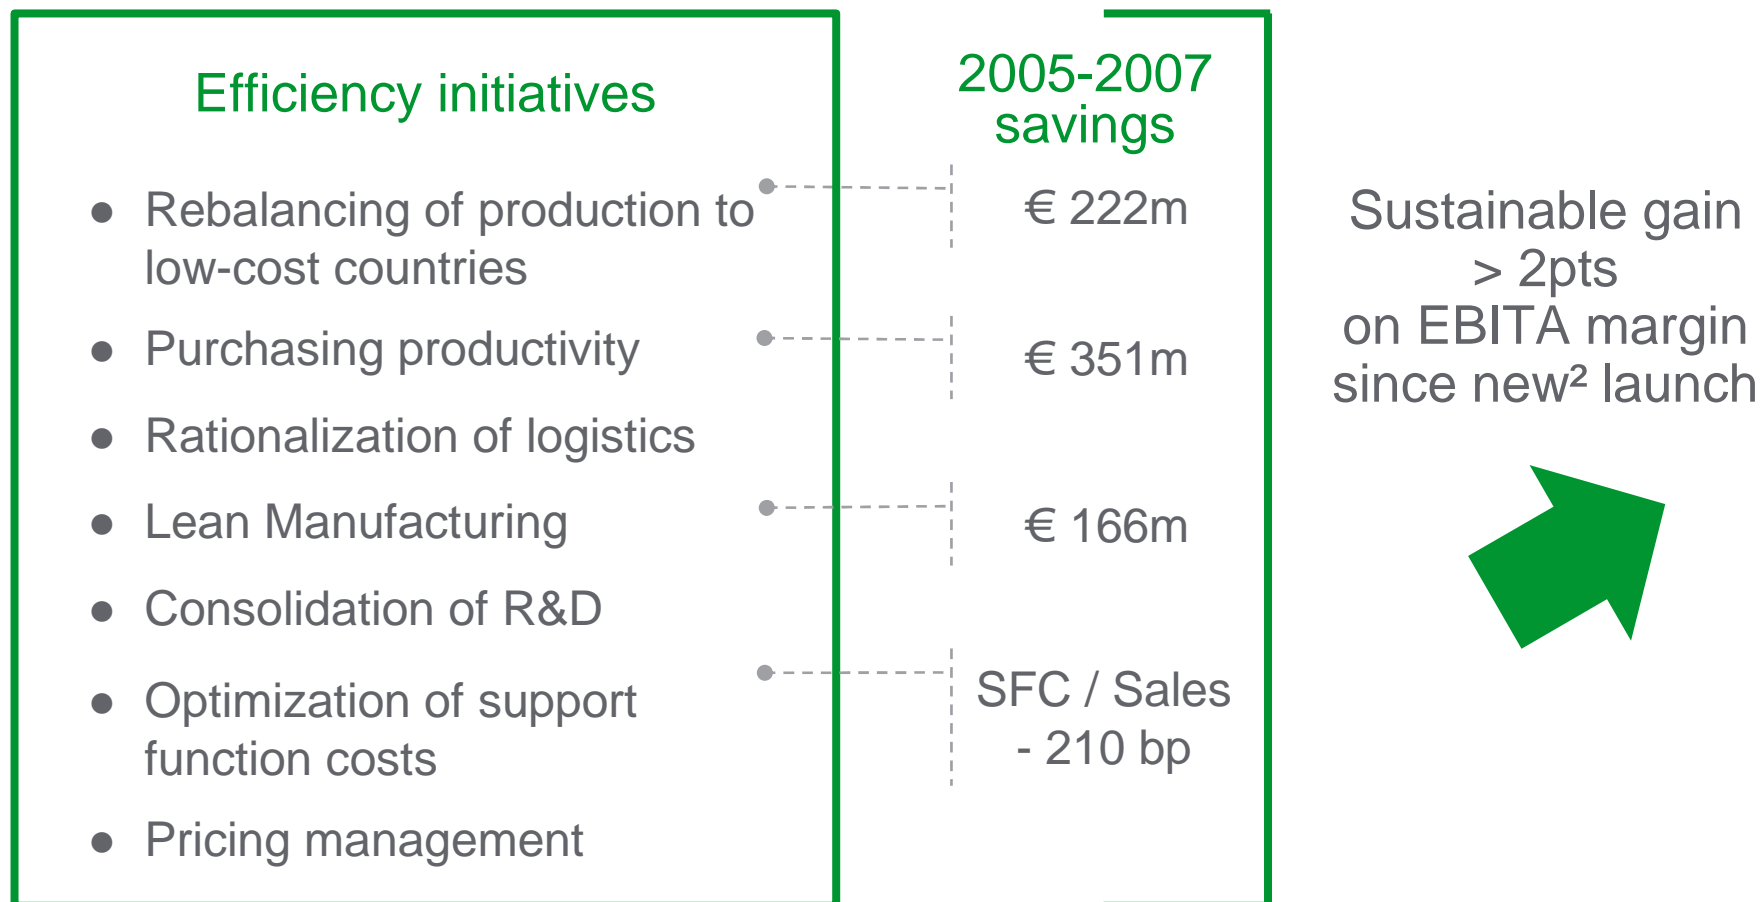 Efficiency initiatives
● Rebalancing of production to
low-cost countries
● Purchasing productivity
● Rationalization of logistics
● Lean Manufacturing
● Consolidation of R&D
● Optimization of support
function costs
● Pricing management
2005-2007
savings
€ 222m
€ 351m
€ 166m
SFC / Sales
- 210 bp
Sustainable gain
> 2pts
on EBITA margin
since new² launch